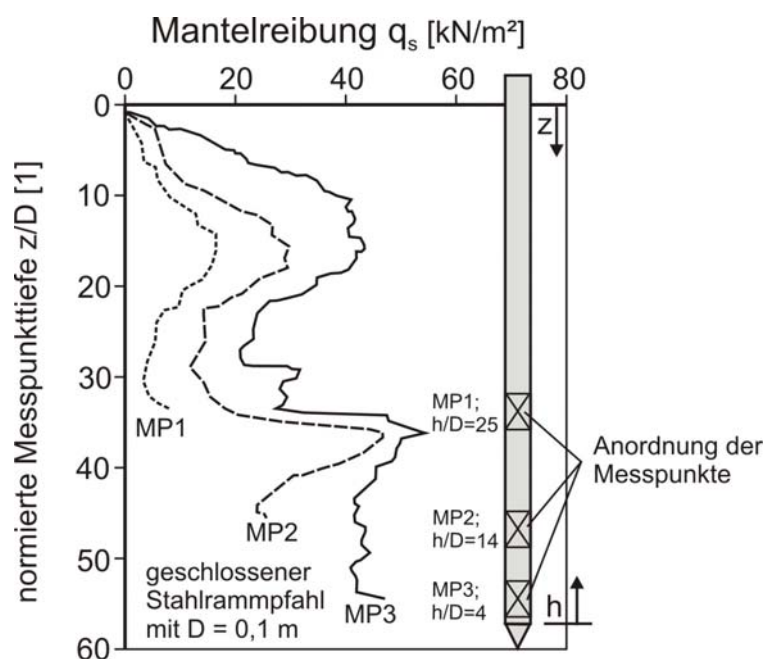 Mantelreibung qs [kN/m²]
0 20 40 60 80
normierte Messpunkttiefe z/D [1]
0
10
20
30
40
50
60
z
MP1
MP2
MP3
MP1;
h/D=25
MP2;
h/D=14
MP3;
h/D=4
Anordnung der
Messpunkte
h
geschlossener
Stahlrammpfahl
mit D = 0,1 m